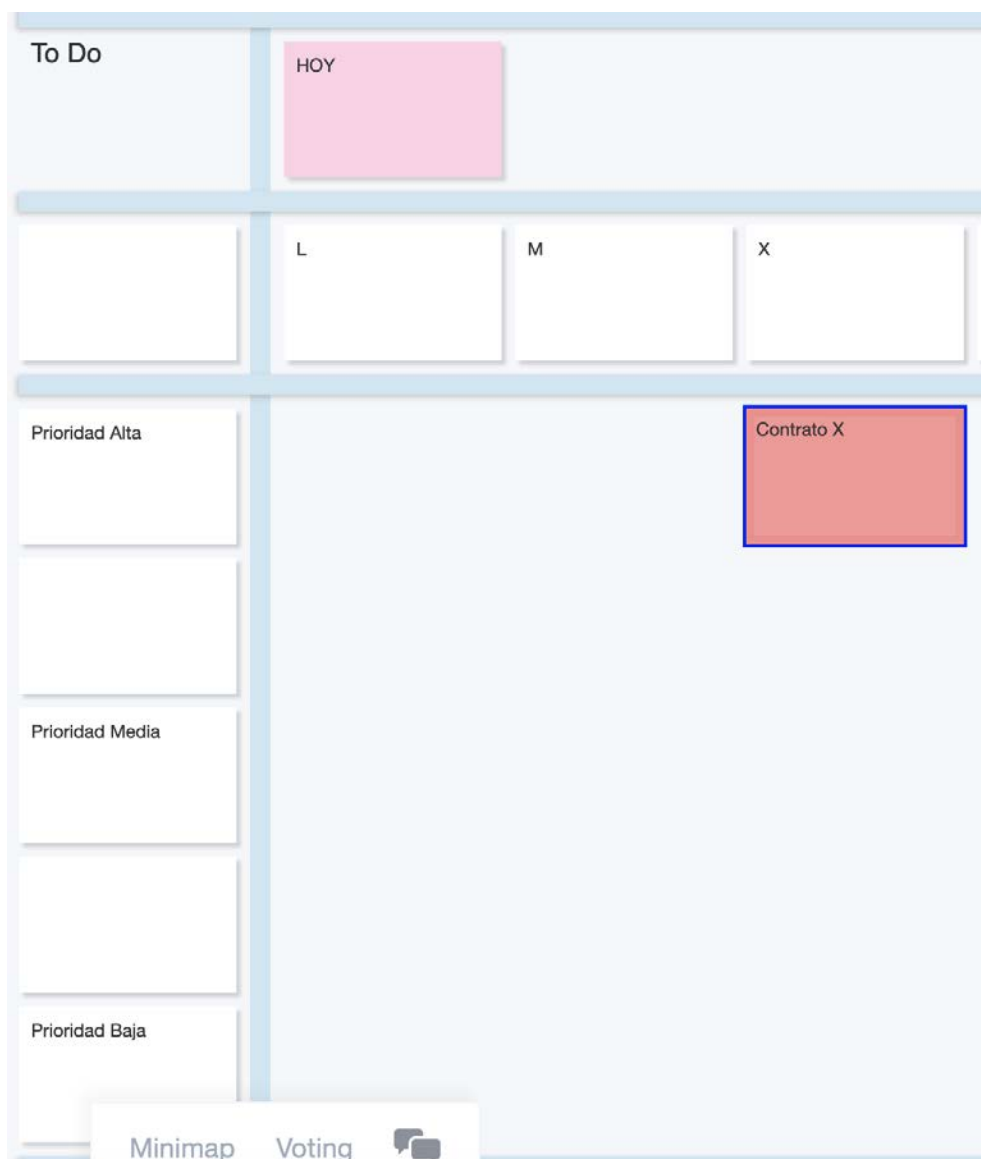 To Do
HOY
L
M
X
Prioridad Alta
Contrato X
Prioridad Media
Prioridad Baja
Minimap
Voting